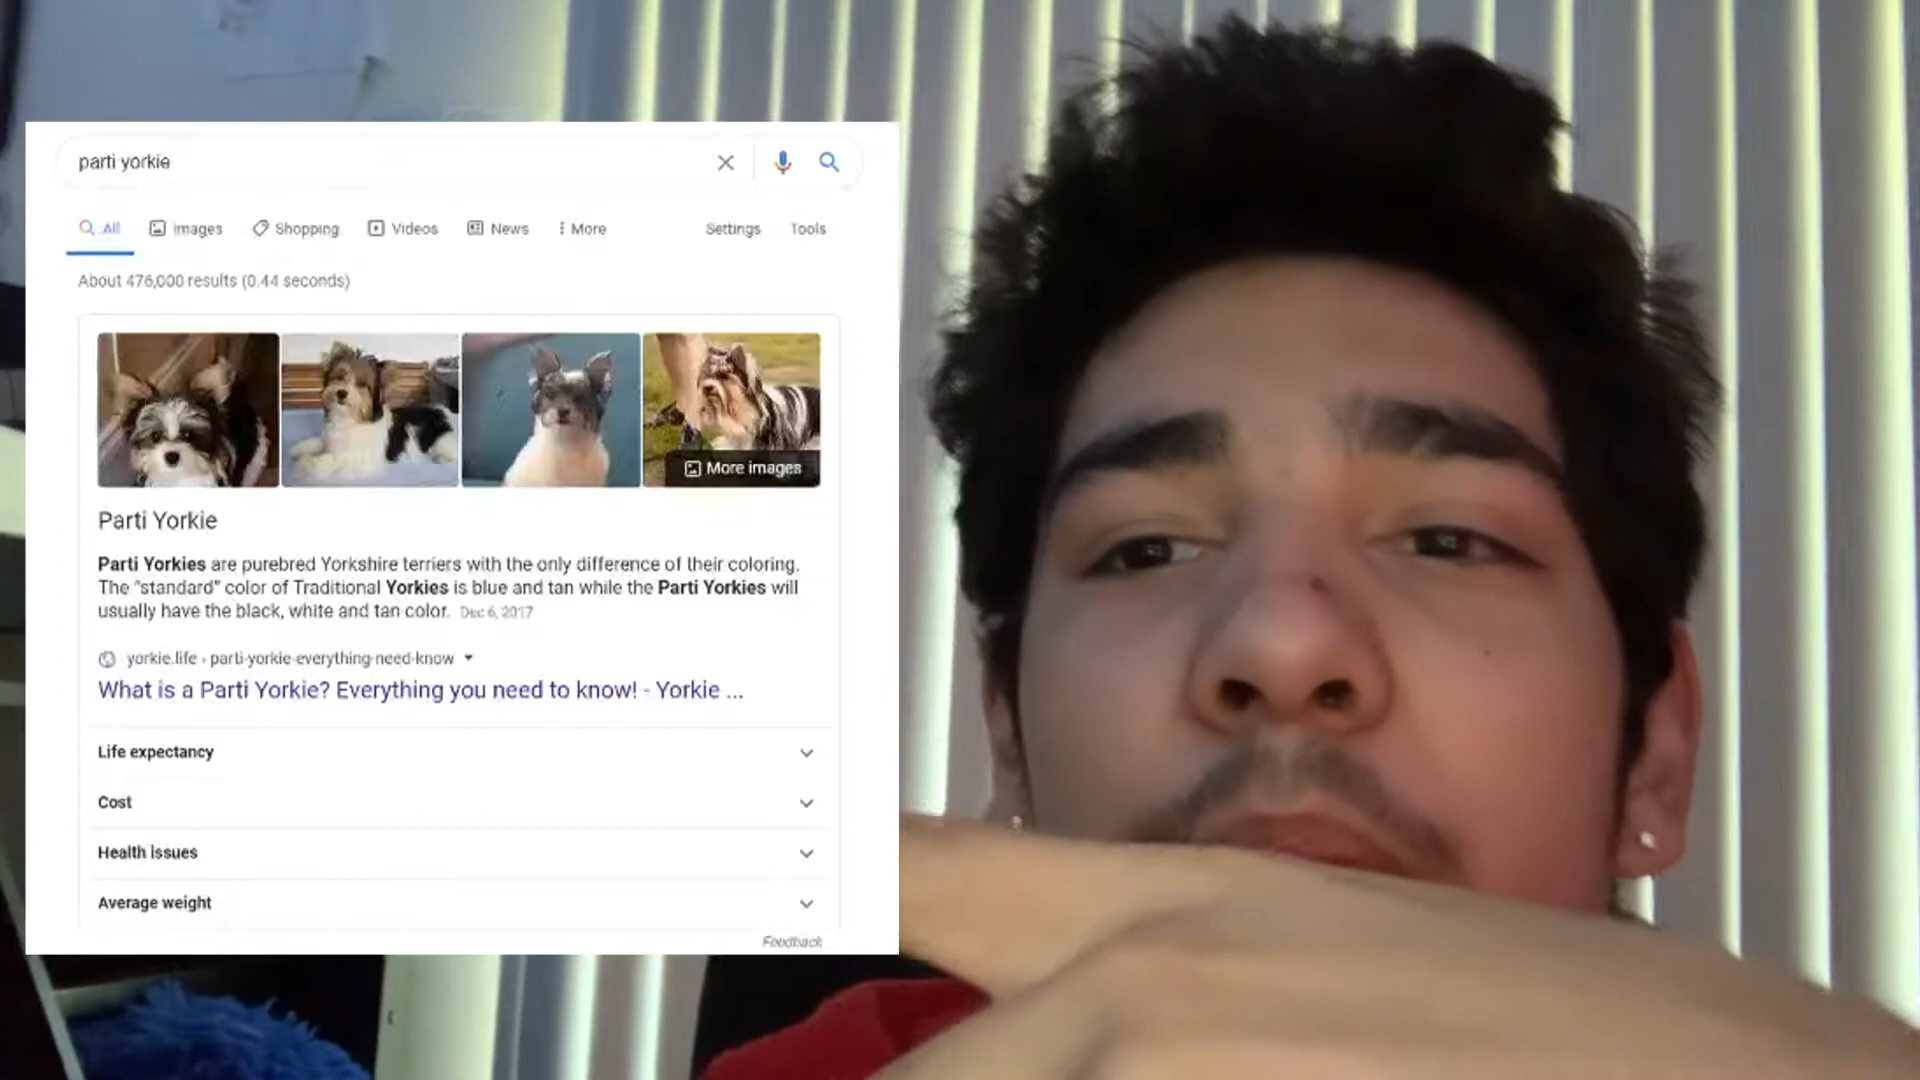 parti yorkie
All Images Shopping Videos News More Settings Tools
About 476,000 results (0.44 seconds)
More images
Parti Yorkie
Parti Yorkies are purebred Yorkshire terriers with the only difference of their coloring.
The "standard" color of Traditional Yorkies is blue and tan while the Parti Yorkies will
usually have the black, white and tan color. Dec 6, 2017
yorkie.life › parti-yorkie-everything-need-know
What is a Parti Yorkie? Everything you need to know! - Yorkie ...
Life expectancy
Cost
Health issues
Average weight
Feedback